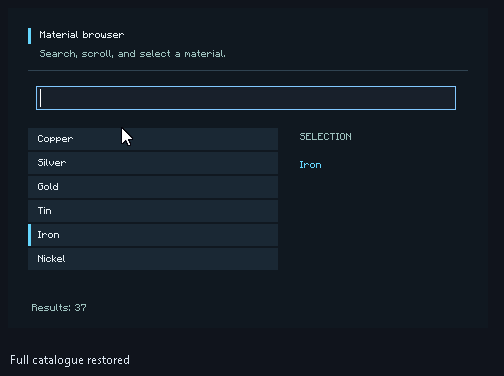 Material browser
Search, scroll, and select a material.
Copper
Silver
Gold
Tin
Iron
Nickel
SELECTION
Iron
Results: 37
Full catalogue restored